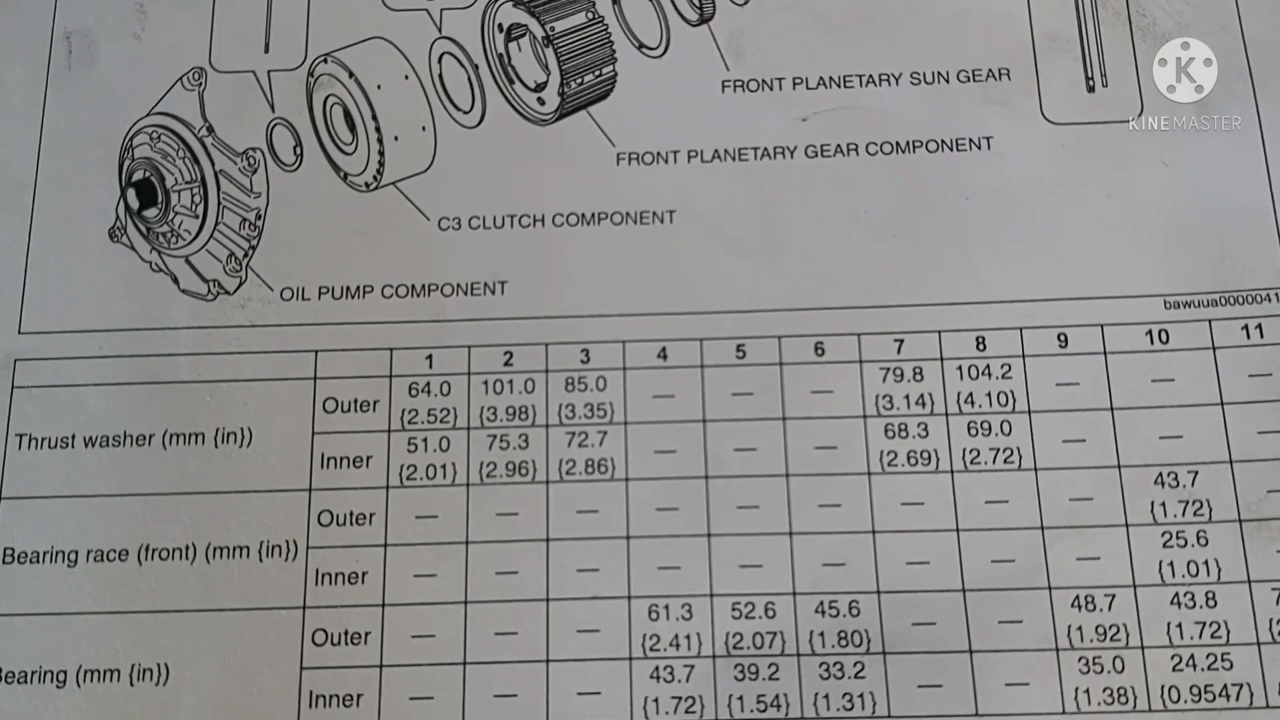 FRONT PLANETARY SUN GEAR
K
KINEMASTER
FRONT PLANETARY GEAR COMPONENT
C3 CLUTCH COMPONENT
OIL PUMP COMPONENT
bawuua0000041
1 2 3 4 5 6 7 8 9 10 11
Thrust washer (mm {in})
Outer 64.0 101.0 85.0 — — — 79.8 104.2 — — —
{2.52} {3.98} {3.35} {3.14} {4.10}
Inner 51.0 75.3 72.7 — — — 68.3 69.0 — — —
{2.01} {2.96} {2.86} {2.69} {2.72}
Bearing race (front) (mm {in})
Outer — — — — — — — — — 43.7 —
{1.72}
Inner — — — — — — — — — 25.6
{1.01}
Bearing (mm {in})
Outer — — — 61.3 52.6 45.6 — — 48.7 43.8
{2.41} {2.07} {1.80} {1.92} {1.72}
Inner — — — 43.7 39.2 33.2 — — 35.0 24.25
{1.72} {1.54} {1.31} {1.38} {0.9547}